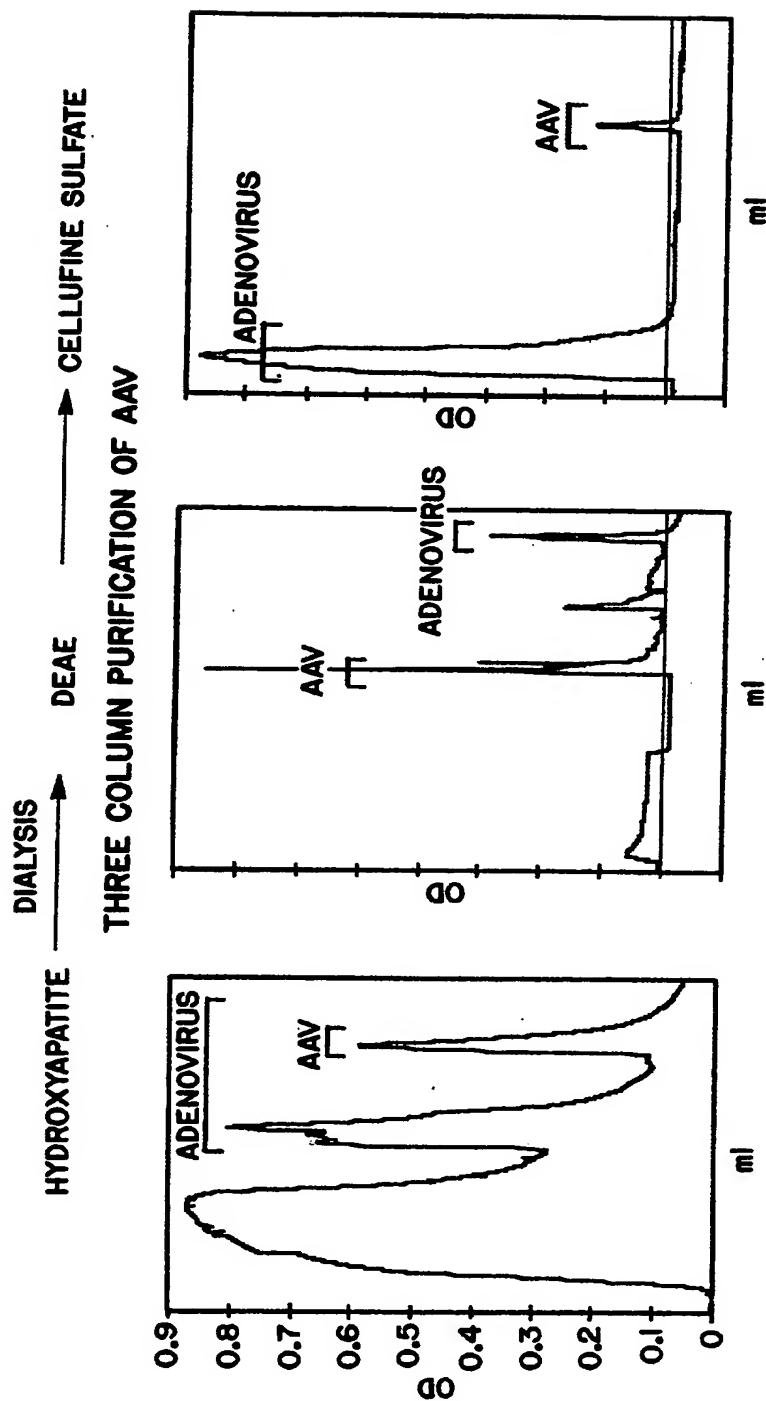 DIALYSIS
HYDROXYAPATITE DEAE CELLUFINE SULFATE
THREE COLUMN PURIFICATION OF AAV
ADENOVIRUS
AAV
0.9
0.8
0.7
0.6
0.5
0.4
0.3
0.2
0.1
0
OD
ml
AAV
ADENOVIRUS
OD
ml
ADENOVIRUS
AAV
OD
ml